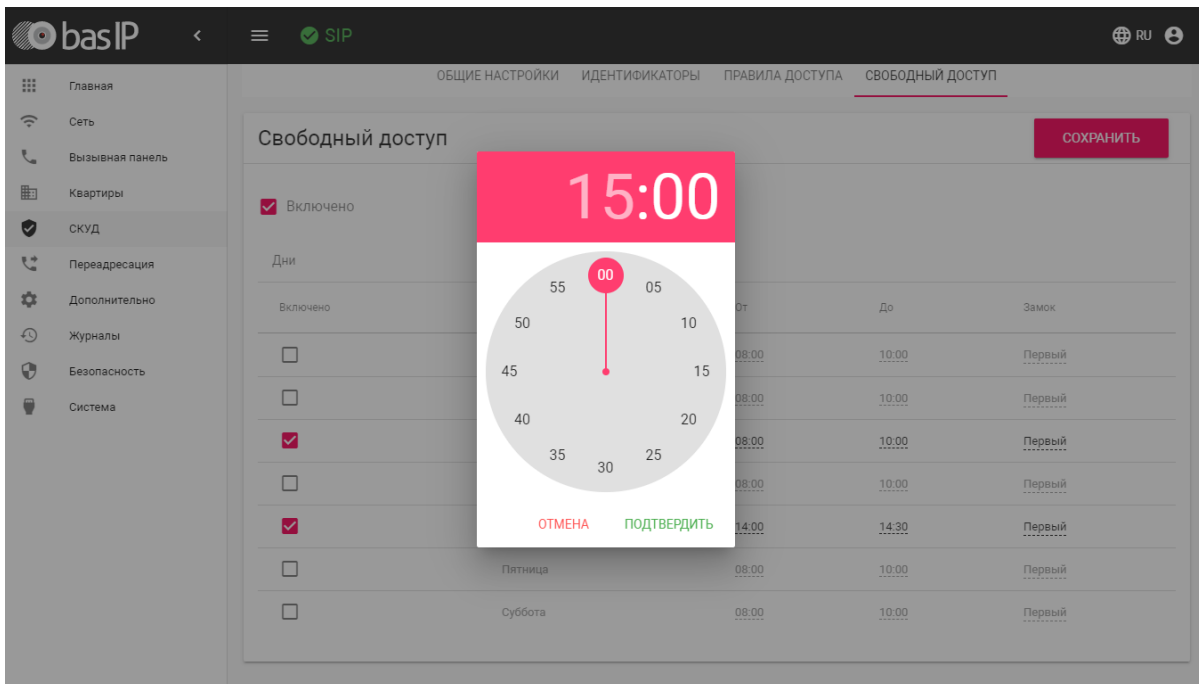 bas IP
SIP
RU
Главная
Сеть
Вызывная панель
Квартиры
СКУД
Переадресация
Дополнительно
Журналы
Безопасность
Система
ОБЩИЕ НАСТРОЙКИ ИДЕНТИФИКАТОРЫ ПРАВИЛА ДОСТУПА СВОБОДНЫЙ ДОСТУП
Свободный доступ
СОХРАНИТЬ
Включено
Дни
Включено От До Замок
08:00 10:00 Первый
08:00 10:00 Первый
08:00 10:00 Первый
08:00 10:00 Первый
14:00 14:30 Первый
Пятница 08:00 10:00 Первый
Суббота 08:00 10:00 Первый
15:00
00
55 05
50 10
45 15
40 20
35 25
30
ОТМЕНА ПОДТВЕРДИТЬ